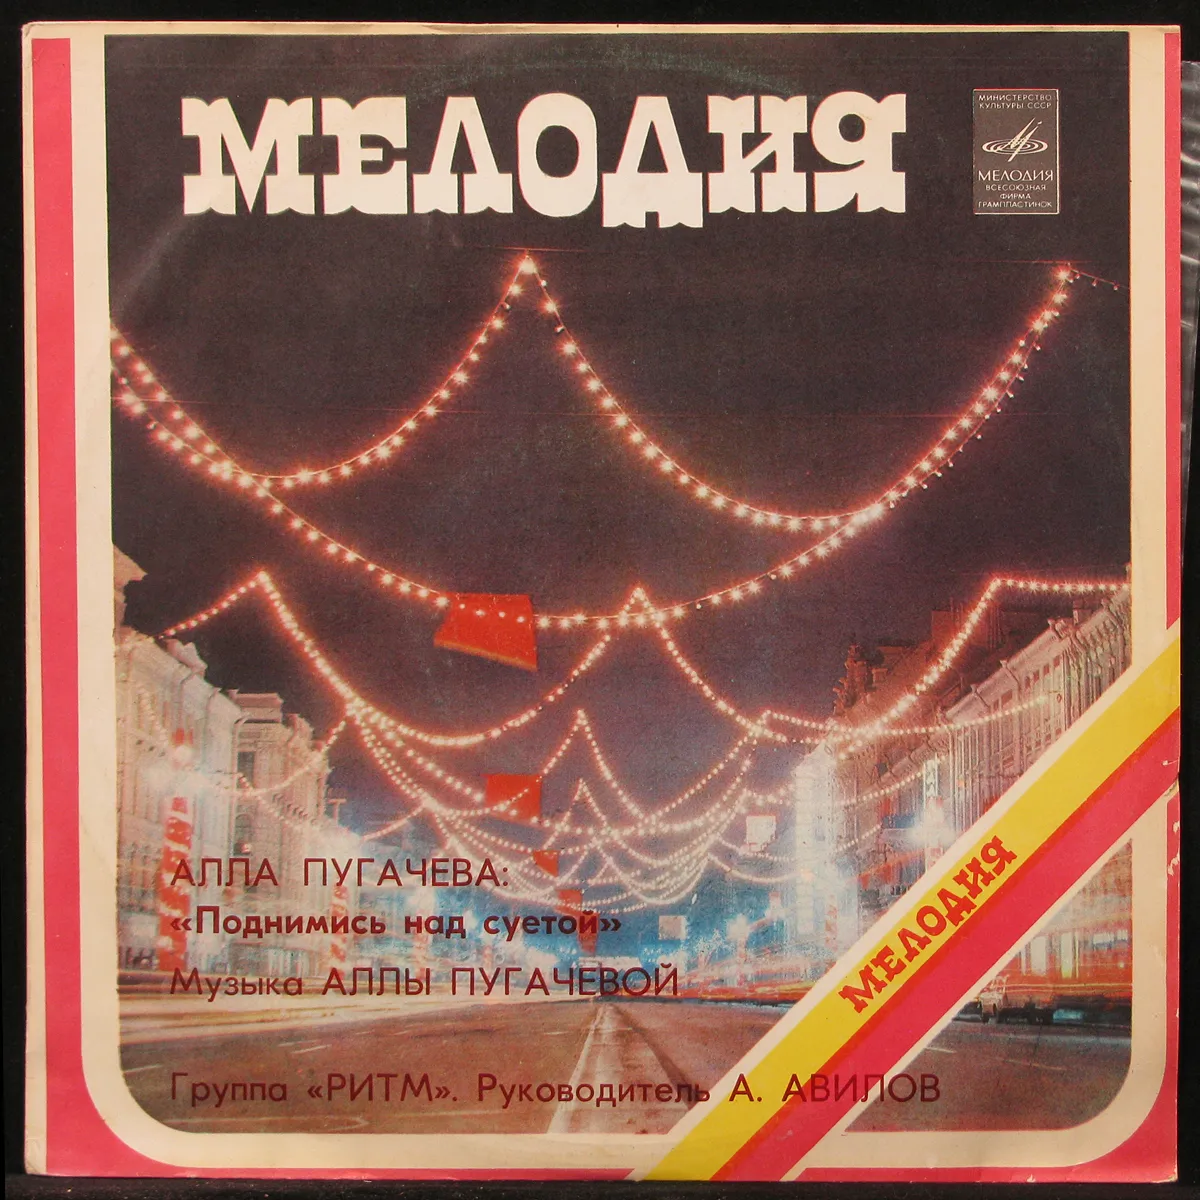 МЕЛОДИЯ
МИНИСТЕРСТВО
КУЛЬТУРЫ СССР
МЕЛОДИЯ
ВСЕСОЮЗНАЯ
ФИРМА
ГРАМПЛАСТИНОК
АЛЛА ПУГАЧЕВА:
«Поднимись над суетой»
Музыка АЛЛЫ ПУГАЧЕВОЙ
МЕЛОДИЯ
Группа «РИТМ». Руководитель А. АВИЛОВ